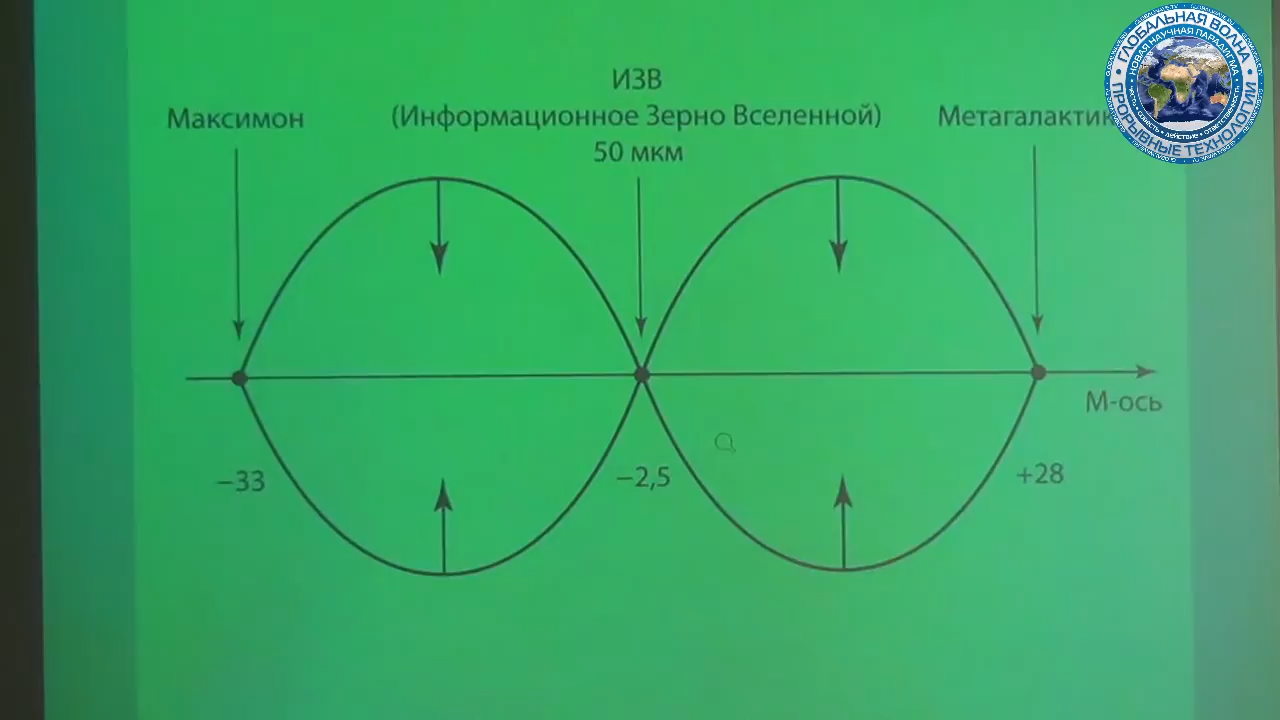 ИЗВ
Максимон
(Информационное Зерно Вселенной)
50 мкм
М-ось
−33
−2,5
+28
ГЛОБАЛЬНАЯ ВОЛНА
НОВАЯ НАУЧНАЯ ПАРАДИГМА
ПРОРЫВНЫЕ ТЕХНОЛОГИИ